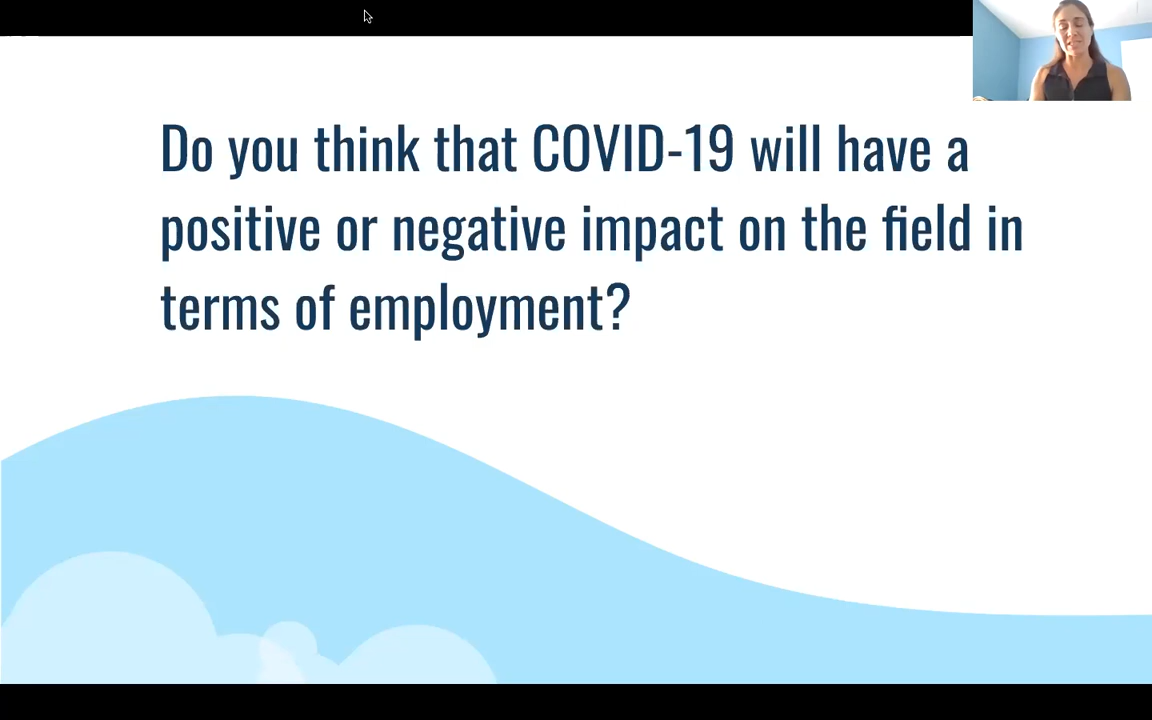 Do you think that COVID-19 will have a
positive or negative impact on the field in
terms of employment?